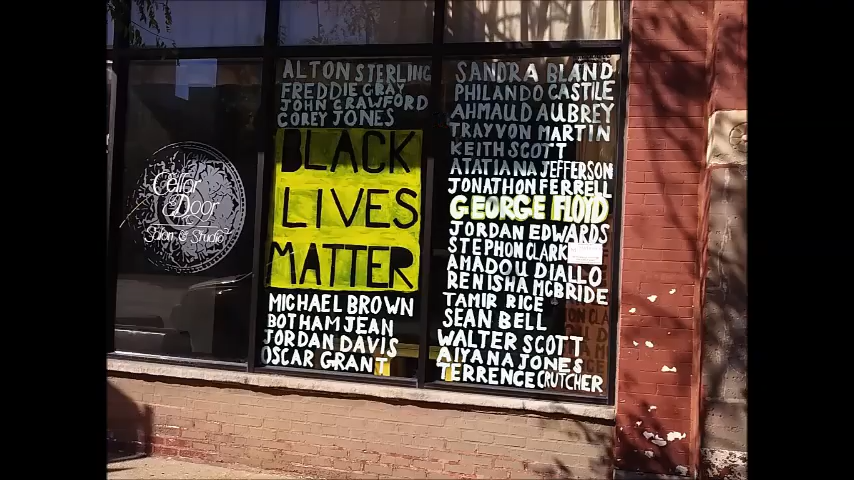 Cellar
Door
Salon & Studio
ALTON STERLING
FREDDIE GRAY
JOHN CRAWFORD
COREY JONES
BLACK
LIVES
MATTER
MICHAEL BROWN
BOTHAM JEAN
JORDAN DAVIS
OSCAR GRANT
SANDRA BLAND
PHILANDO CASTILE
AHMAUD AUBREY
TRAYVON MARTIN
KEITH SCOTT
ATATIANA JEFFERSON
JONATHON FERRELL
GEORGE FLOYD
JORDAN EDWARDS
STEPHON CLARK
AMADOU DIALLO
RENISHA MCBRIDE
TAMIR RICE
SEAN BELL
WALTER SCOTT
AIYANA JONES
TERRENCE CRUTCHER